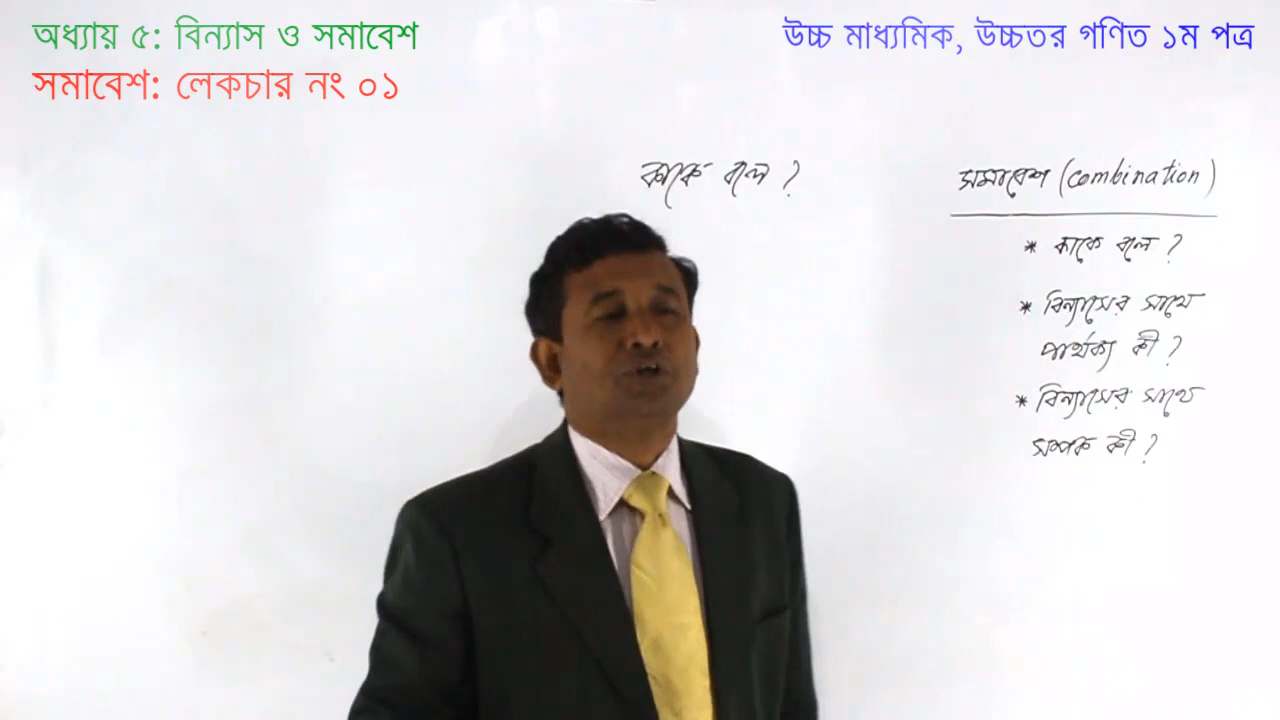 অধ্যায় ৫: বিন্যাস ও সমাবেশ
সমাবেশ: লেকচার নং ০১
উচ্চ মাধ্যমিক, উচ্চতর গণিত ১ম পত্র
কাকে বলে ?
সমাবেশ (combination)
* কাকে বলে ?
* বিন্যাসের সাথে
পার্থক্য কী ?
* বিন্যাসের সাথে
সম্পর্ক কী ?